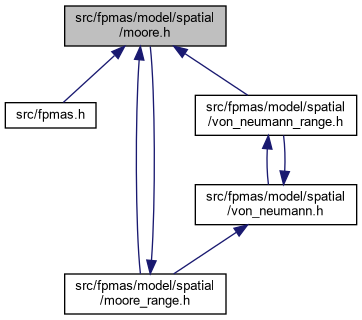 src/fpmas/model/spatial
/moore.h
src/fpmas.h
src/fpmas/model/spatial
/von_neumann_range.h
src/fpmas/model/spatial
/von_neumann.h
src/fpmas/model/spatial
/moore_range.h